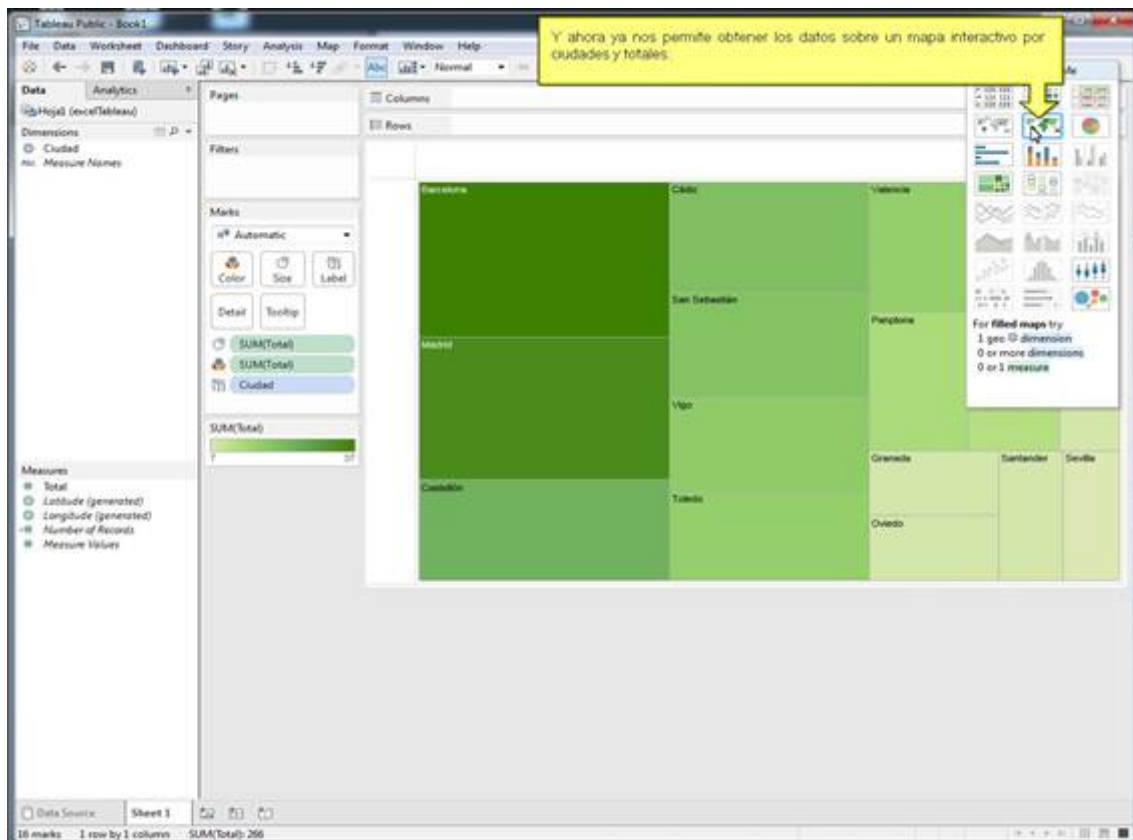 Tableau Public - Book1
File Data Worksheet Dashboard Story Analysis Map Format Window Help
Abc Normal
Y ahora ya nos permite obtener los datos sobre un mapa interactivo por
ciudades y totales.
Data Analytics
Hoja1 (excelTableau)
Dimensions
Ciudad
Abc Measure Names
Pages
Filters
Marks
Automatic
Color Size Label
Detail Tooltip
SUM(Total)
SUM(Total)
Ciudad
SUM(Total)
7
Columns
Rows
Barcelona
Cádiz
Valencia
San Sebastián
Pamplona
Madrid
Vigo
Granada
Santander
Sevilla
Castellón
Toledo
Oviedo
For filled maps try
1 geo dimension
0 or more dimensions
0 or 1 measure
Measures
Total
Latitude (generated)
Longitude (generated)
Number of Records
Measure Values
Data Source Sheet 1
16 marks 1 row by 1 column SUM(Total): 266